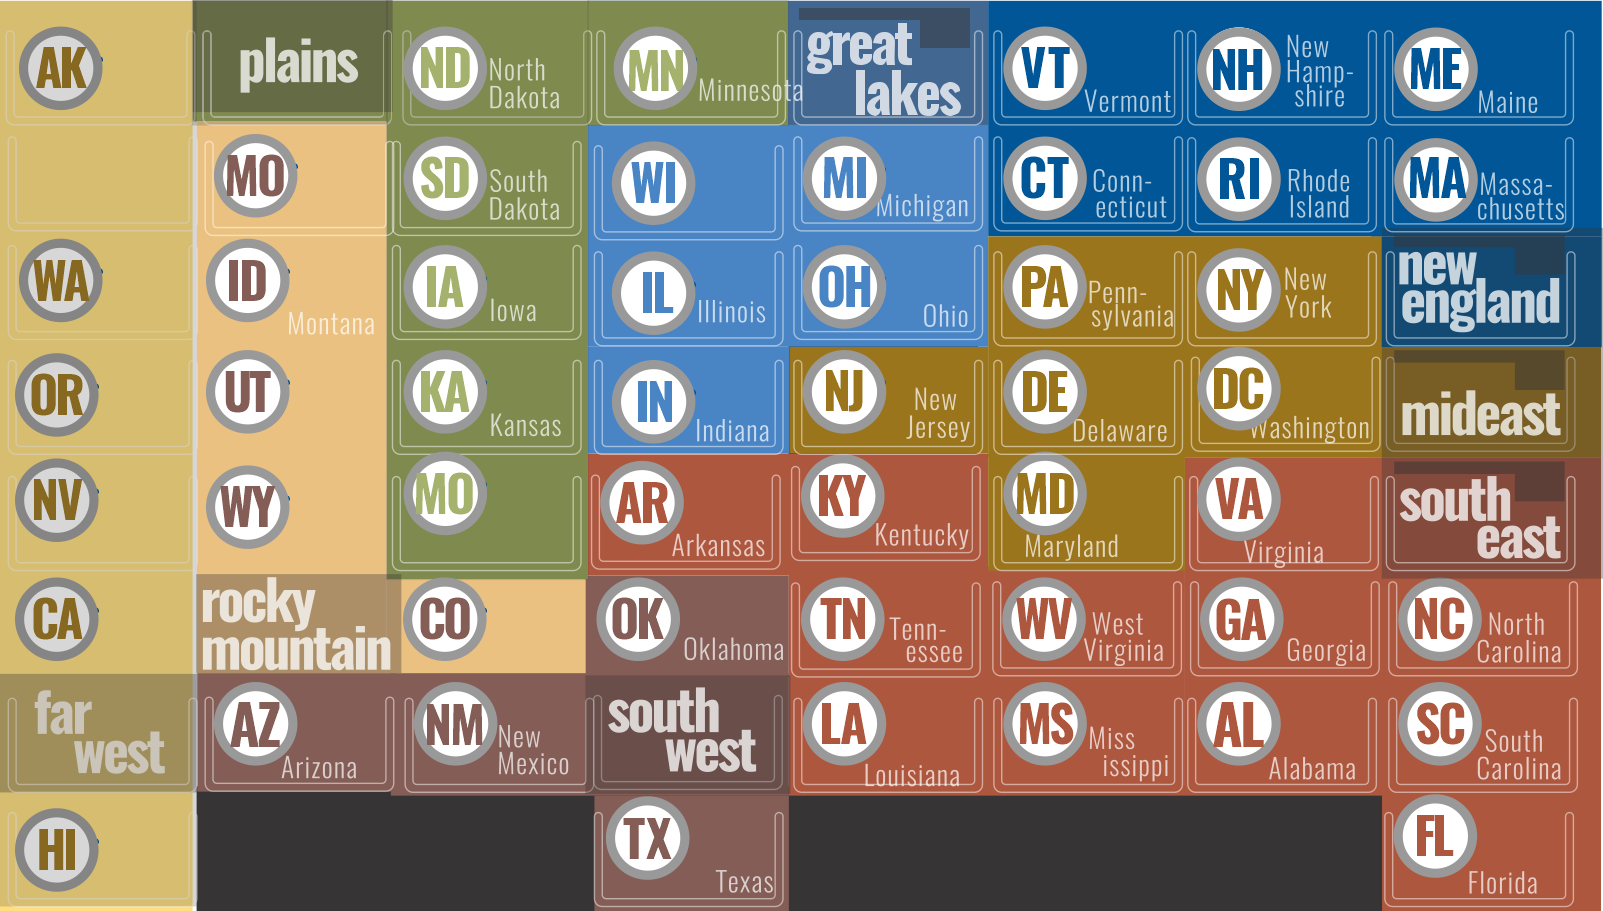 AK
plains
ND
North
Dakota
MN
Minnesota
great
lakes
VT
Vermont
NH
New
Hamp-
shire
ME
Maine
MO
SD
South
Dakota
WI
MI
Michigan
CT
Conn-
ecticut
RI
Rhode
Island
MA
Massa-
chusetts
WA
ID
Montana
IA
Iowa
IL
Illinois
OH
Ohio
PA
Penn-
sylvania
NY
New
York
new
england
OR
UT
KA
Kansas
IN
Indiana
NJ
New
Jersey
DE
Delaware
DC
Washington
mideast
NV
WY
MO
AR
Arkansas
KY
Kentucky
MD
Maryland
VA
Virginia
south
east
CA
rocky
mountain
CO
OK
Oklahoma
TN
Tenn-
essee
WV
West
Virginia
GA
Georgia
NC
North
Carolina
far
west
AZ
Arizona
NM
New
Mexico
south
west
LA
Louisiana
MS
Miss
issippi
AL
Alabama
SC
South
Carolina
HI
TX
Texas
FL
Florida